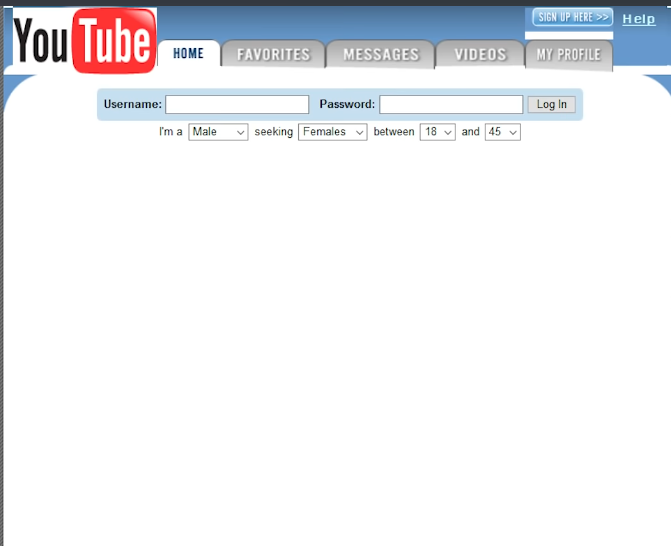 YouTube
SIGN UP HERE >> Help
HOME FAVORITES MESSAGES VIDEOS MY PROFILE
Username: Password: Log In
I'm a Male seeking Females between 18 and 45